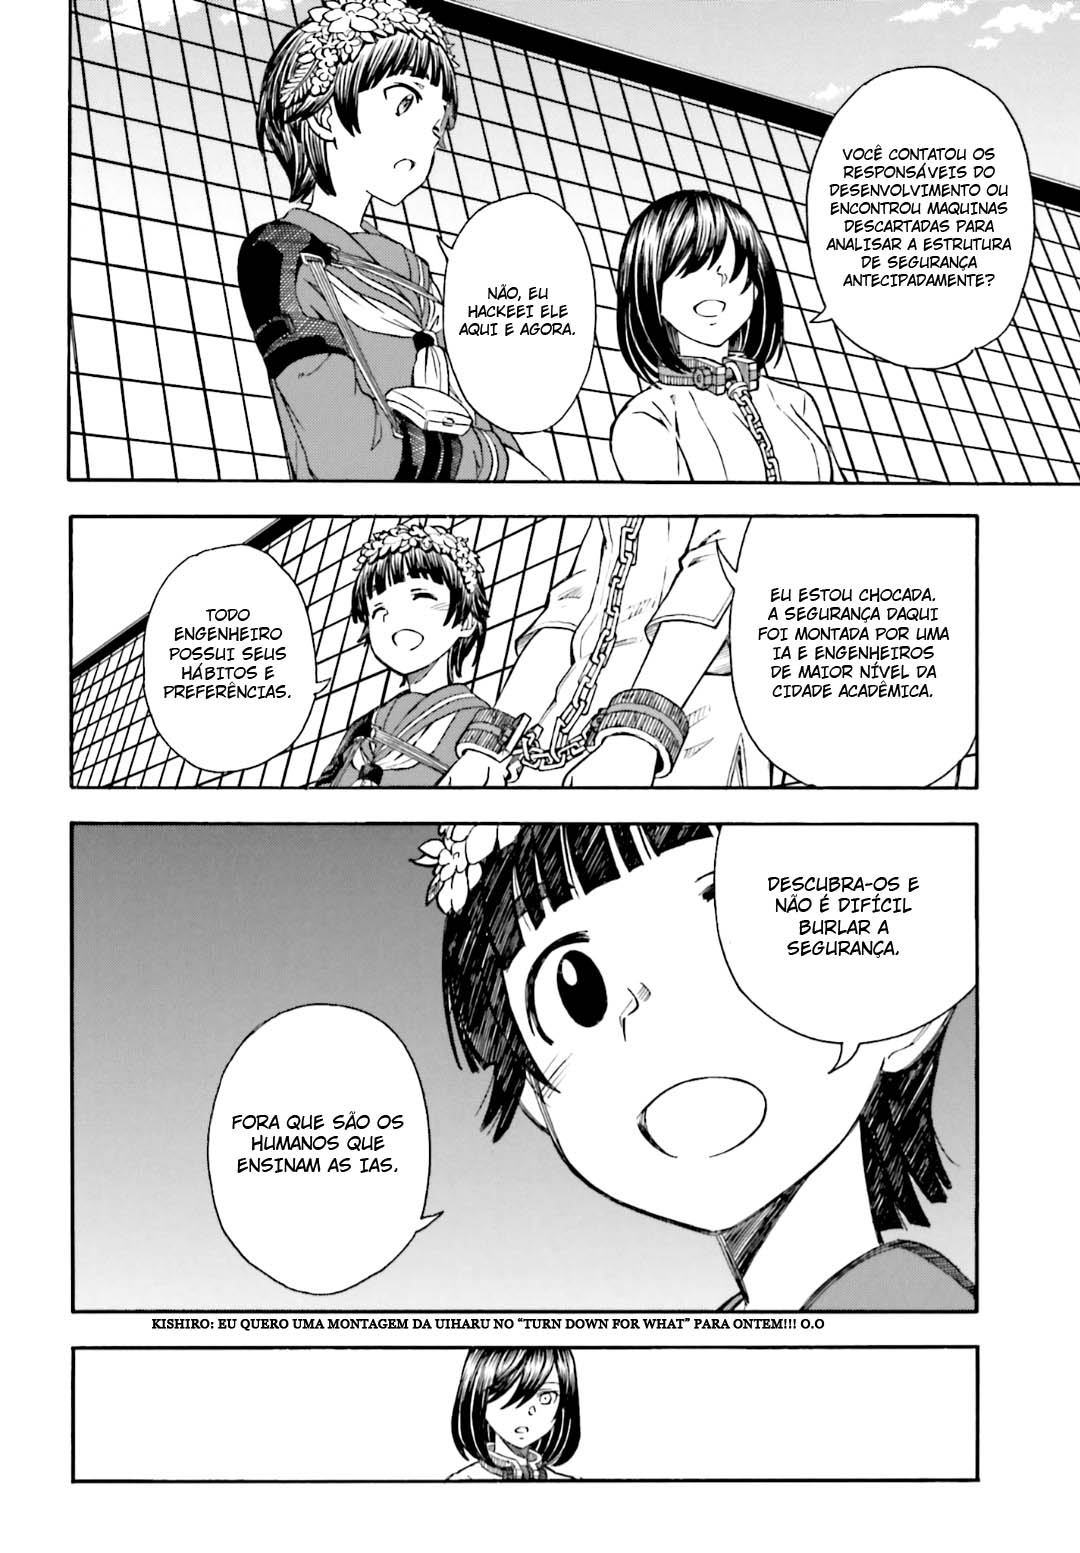 VOCÊ CONTATOU OS
RESPONSÁVEIS DO
DESENVOLVIMENTO OU
ENCONTROU MAQUINAS
DESCARTADAS PARA
ANALISAR A ESTRUTURA
DE SEGURANÇA
ANTECIPADAMENTE?
NÃO, EU
HACKEEI ELE
AQUI E AGORA.
EU ESTOU CHOCADA.
A SEGURANÇA DAQUI
FOI MONTADA POR UMA
IA E ENGENHEIROS
DE MAIOR NÍVEL DA
CIDADE ACADÊMICA.
TODO
ENGENHEIRO
POSSUI SEUS
HÁBITOS E
PREFERÊNCIAS.
DESCUBRA-OS E
NÃO É DIFÍCIL
BURLAR A
SEGURANÇA.
FORA QUE SÃO OS
HUMANOS QUE
ENSINAM AS IAS.
KISHIRO: EU QUERO UMA MONTAGEM DA UIHARU NO “TURN DOWN FOR WHAT” PARA ONTEM!!! O.O